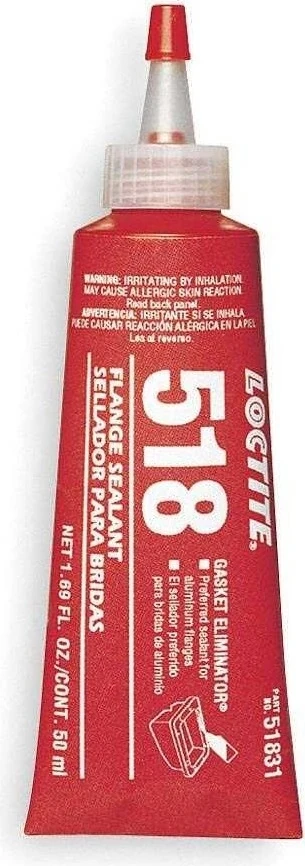 WARNING: IRRITATING BY INHALATION.
MAY CAUSE ALLERGIC SKIN REACTION
Read back panel.
ADVERTENCIA: IRRITANTE SI SE INHALA
PUEDE CAUSAR REACCIÓN ALÉRGICA EN LA PIEL
Lea al reverso.
LOCTITE®
518
FLANGE SEALANT
SELLADOR PARA BRIDAS
NET 1.69 FL. OZ./CONT. 50 ml
GASKET ELIMINATOR®
■ Preferred sealant for
aluminum flanges
■ El sellador preferido
para bridas de aluminio
PART
NO. 51831